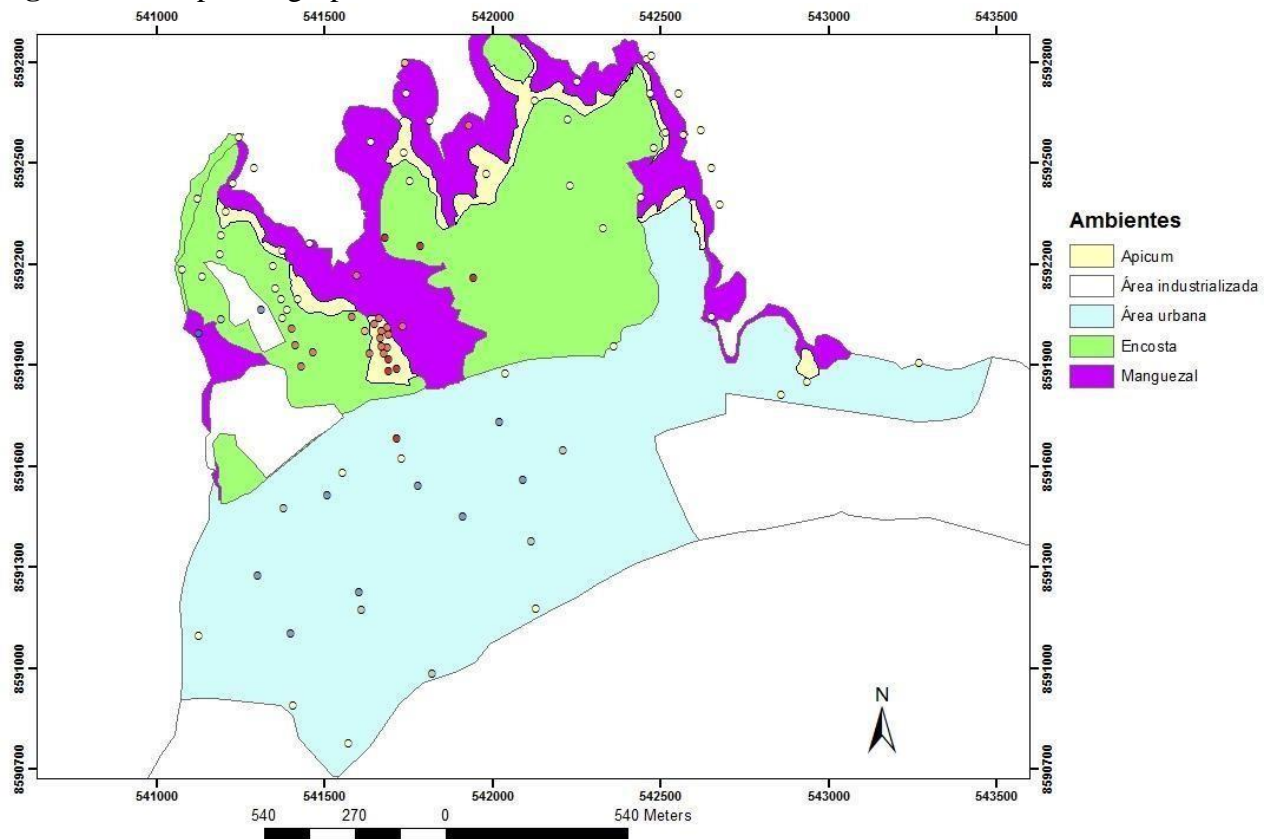 541000 541500 542000 542500 543000 543500
8592800 8592800
8592500 8592500
8592200 8592200
8591900 8591900
8591600 8591600
8591300 8591300
8591000 8591000
8590700 8590700
Ambientes
Apicum
Área industrializada
Área urbana
Encosta
Manguezal
N
541000 541500 542000 542500 543000 543500
540 270 0 540 Meters